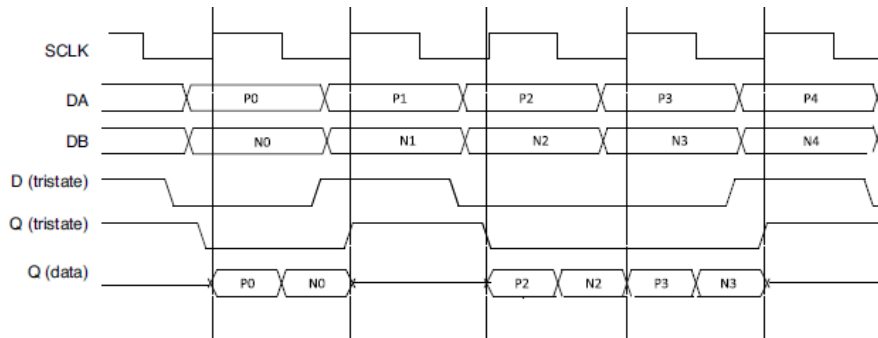 SCLK
DA P0 P1 P2 P3 P4
DB N0 N1 N2 N3 N4
D (tristate)
Q (tristate)
Q (data) P0 N0 P2 N2 P3 N3